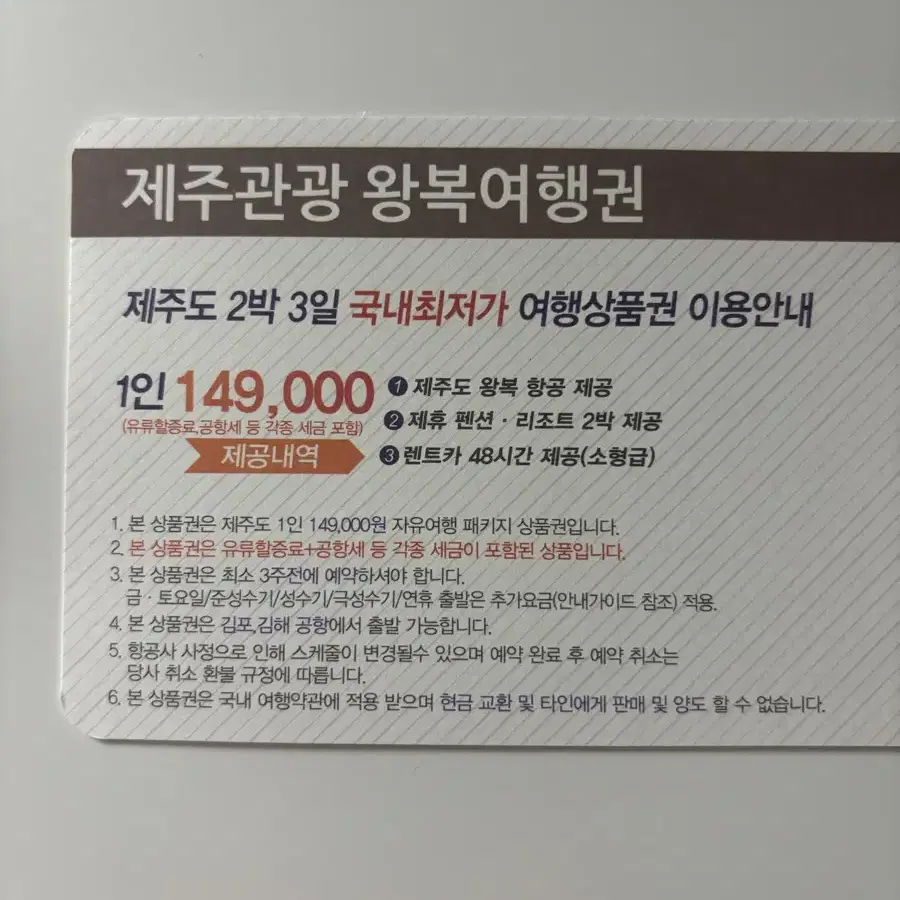 제주관광 왕복여행권
제주도 2박 3일 국내최저가 여행상품권 이용안내
1인 149,000
(유류할증료,공항세 등 각종 세금 포함)
제공내역
❶ 제주도 왕복 항공 제공
❷ 제휴 펜션 · 리조트 2박 제공
❸ 렌트카 48시간 제공(소형급)
1. 본 상품권은 제주도 1인 149,000원 자유여행 패키지 상품권입니다.
2. 본 상품권은 유류할증료+공항세 등 각종 세금이 포함된 상품입니다.
3. 본 상품권은 최소 3주전에 예약하셔야 합니다.
금 · 토요일/준성수기/성수기/극성수기/연휴 출발은 추가요금(안내가이드 참조) 적용.
4. 본 상품권은 김포,김해 공항에서 출발 가능합니다.
5. 항공사 사정으로 인해 스케줄이 변경될수 있으며 예약 완료 후 예약 취소는
당사 취소 환불 규정에 따릅니다.
6. 본 상품권은 국내 여행약관에 적용 받으며 현금 교환 및 타인에게 판매 및 양도 할 수 없습니다.